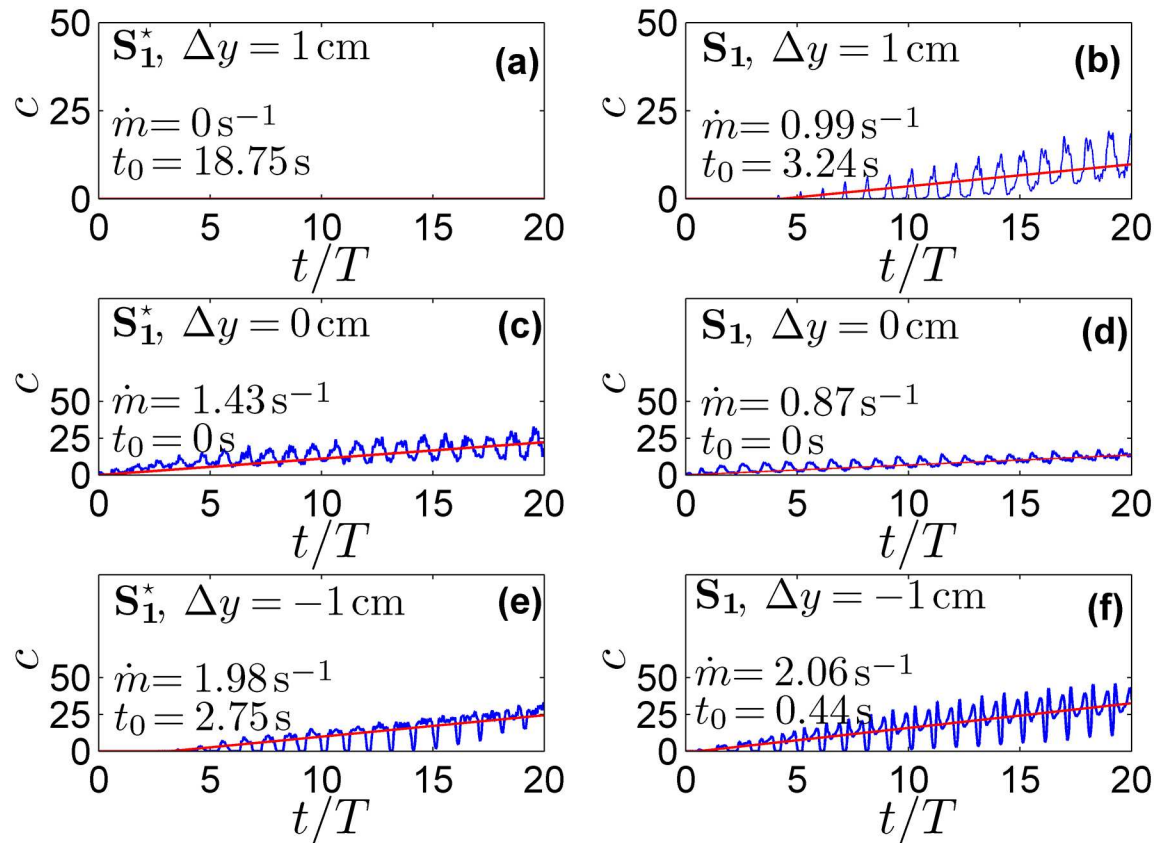 S₁*, Δy = 1 cm (a)
ṁ= 0 s⁻¹
t₀ = 18.75 s
c
50
25
0
0 5 10 15 20
t/T
S₁, Δy = 1 cm (b)
ṁ= 0.99 s⁻¹
t₀ = 3.24 s
c
50
25
0
0 5 10 15 20
t/T
S₁*, Δy = 0 cm (c)
ṁ= 1.43 s⁻¹
t₀ = 0 s
c
50
25
0
0 5 10 15 20
t/T
S₁, Δy = 0 cm (d)
ṁ= 0.87 s⁻¹
t₀ = 0 s
c
50
25
0
0 5 10 15 20
t/T
S₁*, Δy = −1 cm (e)
ṁ= 1.98 s⁻¹
t₀ = 2.75 s
c
50
25
0
0 5 10 15 20
t/T
S₁, Δy = −1 cm (f)
ṁ= 2.06 s⁻¹
t₀ = 0.44 s
c
50
25
0
0 5 10 15 20
t/T